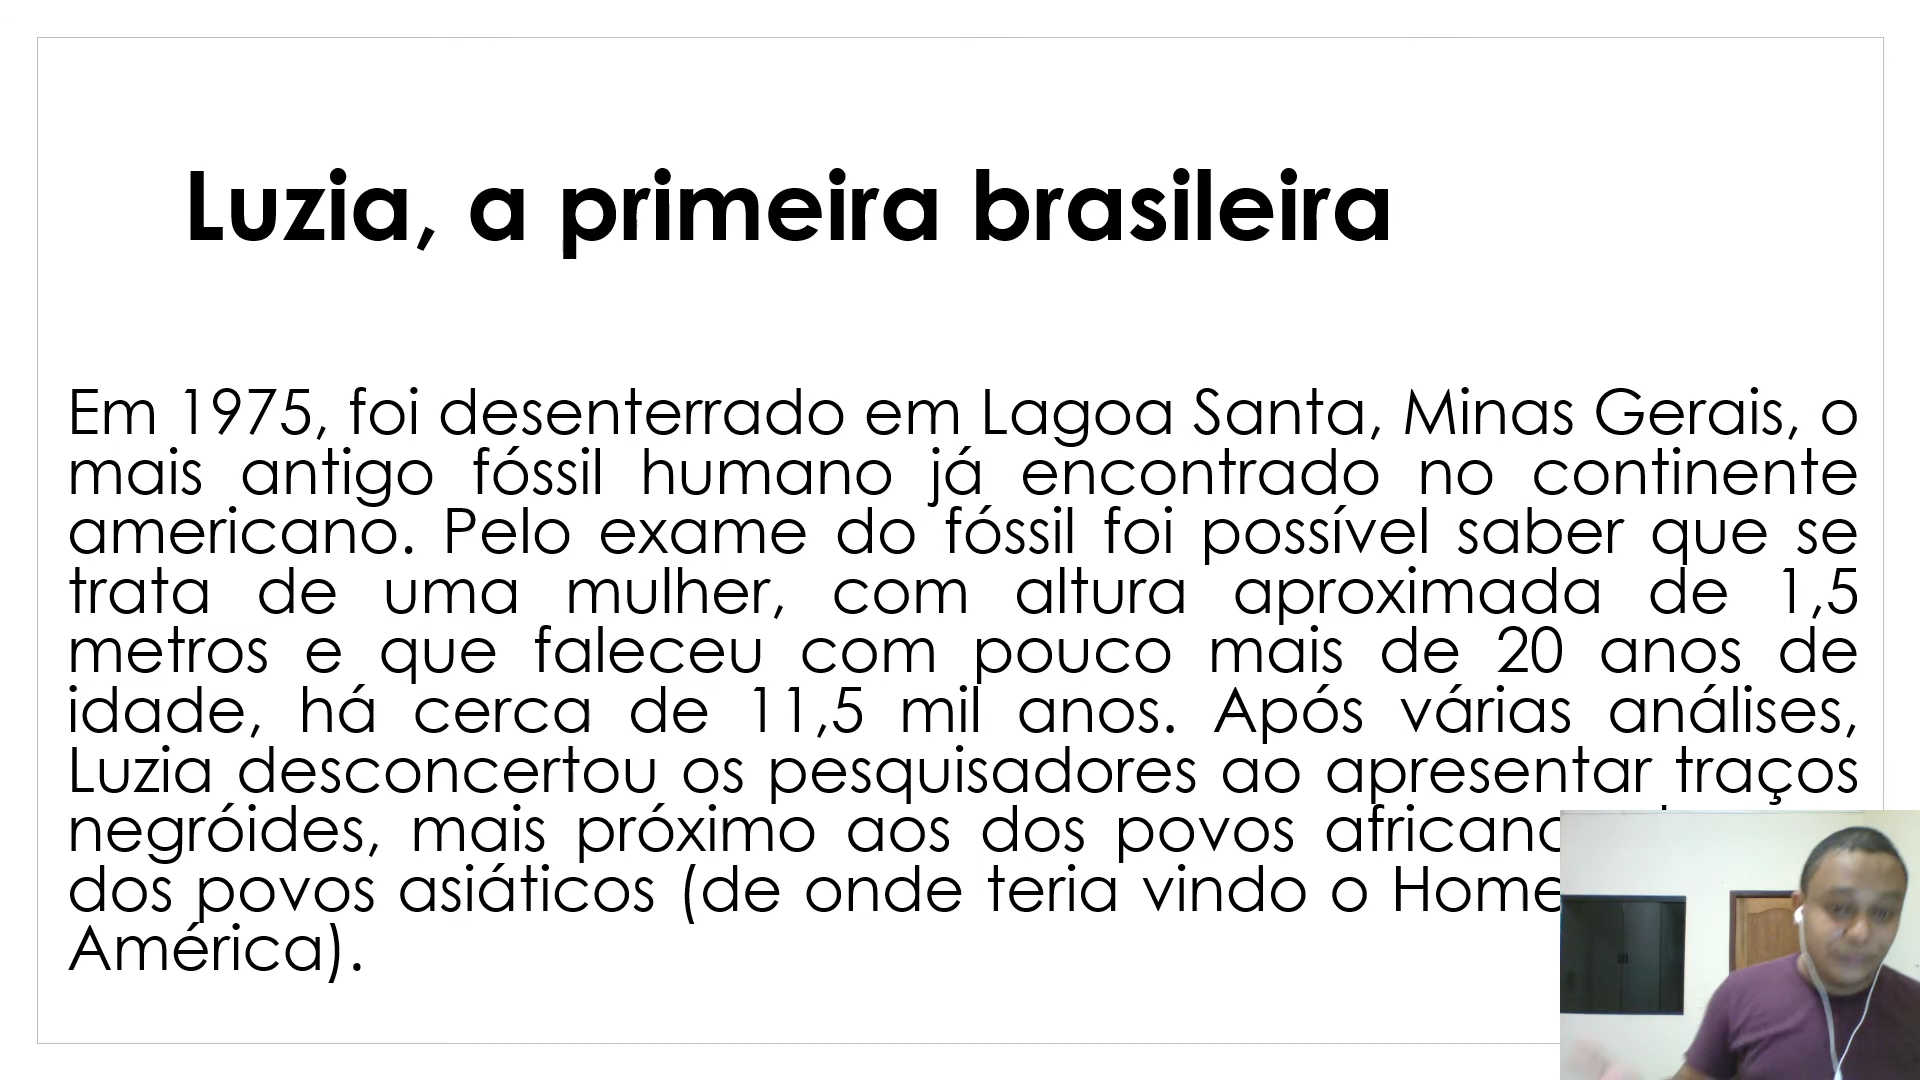 Luzia, a primeira brasileira
Em 1975, foi desenterrado em Lagoa Santa, Minas Gerais, o
mais antigo fóssil humano já encontrado no continente
americano. Pelo exame do fóssil foi possível saber que se
trata de uma mulher, com altura aproximada de 1,5
metros e que faleceu com pouco mais de 20 anos de
idade, há cerca de 11,5 mil anos. Após várias análises,
Luzia desconcertou os pesquisadores ao apresentar traços
negróides, mais próximo aos dos povos
dos povos asiáticos (de onde teria vindo o
América).